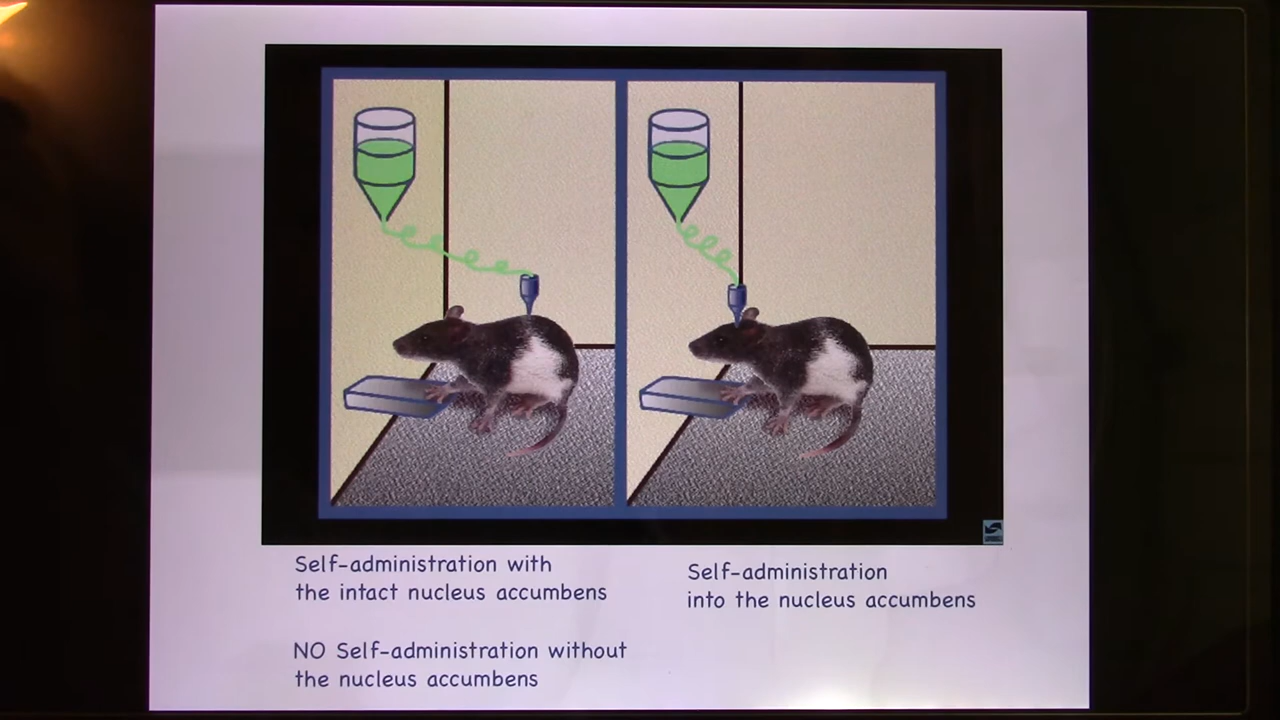 Self-administration with
the intact nucleus accumbens
NO Self-administration without
the nucleus accumbens
Self-administration
into the nucleus accumbens